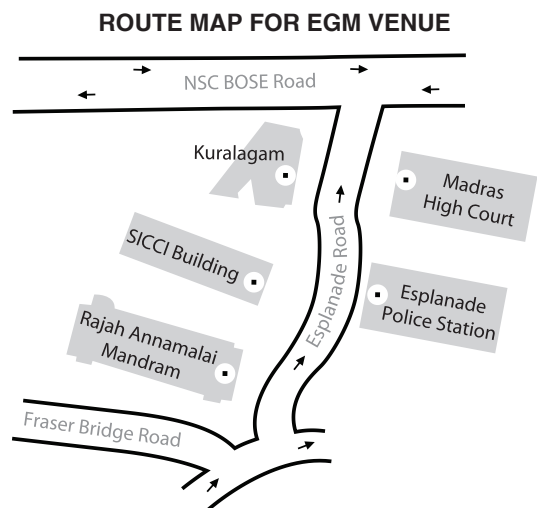 ROUTE MAP FOR EGM VENUE
NSC BOSE Road
Kuralagam
Madras
High Court
SICCI Building
Esplanade Road
Esplanade
Police Station
Rajah Annamalai
Mandram
Fraser Bridge Road